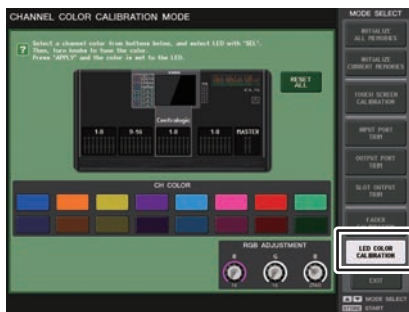 CHANNEL COLOR CALIBRATION MODE
MODE SELECT
Select a channel color from buttons below, and select LED with "SEL".
Then, turn knobs to tune the color.
Press "APPLY" and the color is set to the LED.
INITIALIZE
ALL MEMORIES
INITIALIZE
CURRENT MEMORIES
TOUCH SCREEN
CALIBRATION
INPUT PORT
TRIM
OUTPUT PORT
TRIM
SLOT OUTPUT
TRIM
FADER
CALIBRATION
LED COLOR
CALIBRATION
EXIT
MODE SELECT
STORE START
RESET
ALL
Centralogic
1-8
9-16
1-8
1-8
MASTER
CH COLOR
RGB ADJUSTMENT
R
G
B